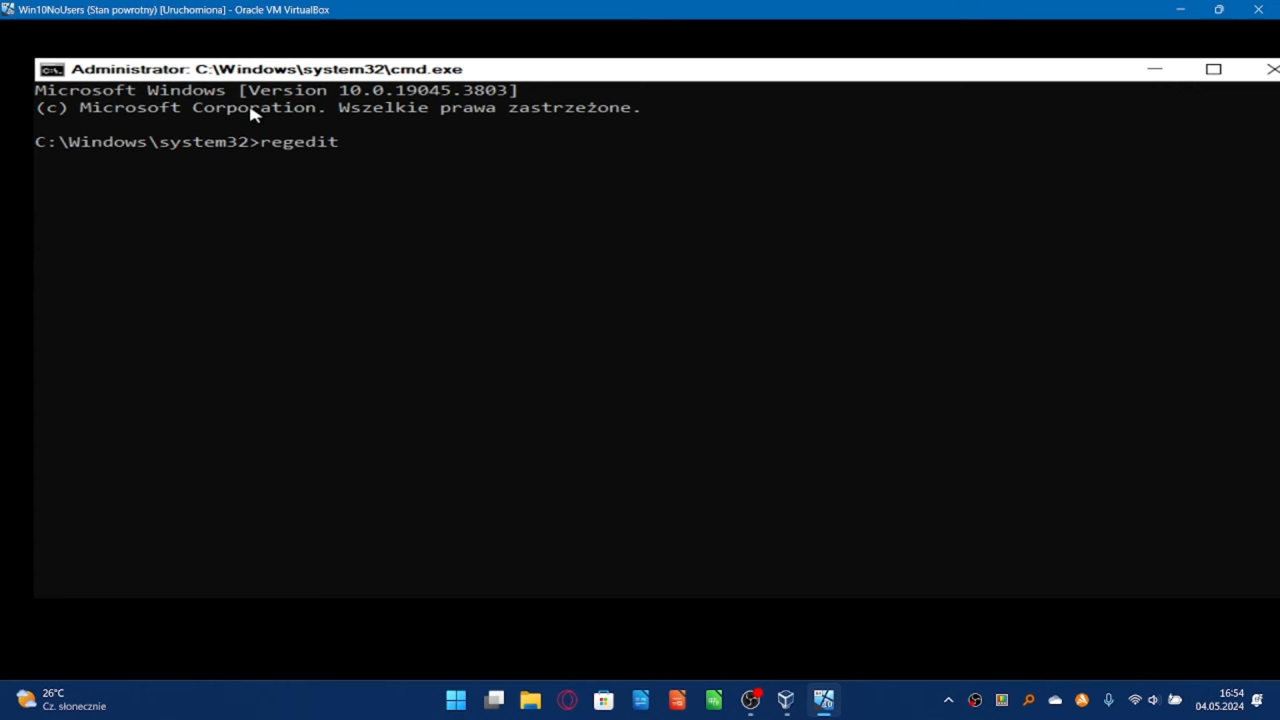 Win10NoUsers (Stan powrotny) [Uruchomiona] - Oracle VM VirtualBox
Administrator: C:\Windows\system32\cmd.exe
Microsoft Windows [Version 10.0.19045.3803]
(c) Microsoft Corporation. Wszelkie prawa zastrzeżone.
C:\Windows\system32>regedit
26°C
Cz. słonecznie
16:54
04.05.2024